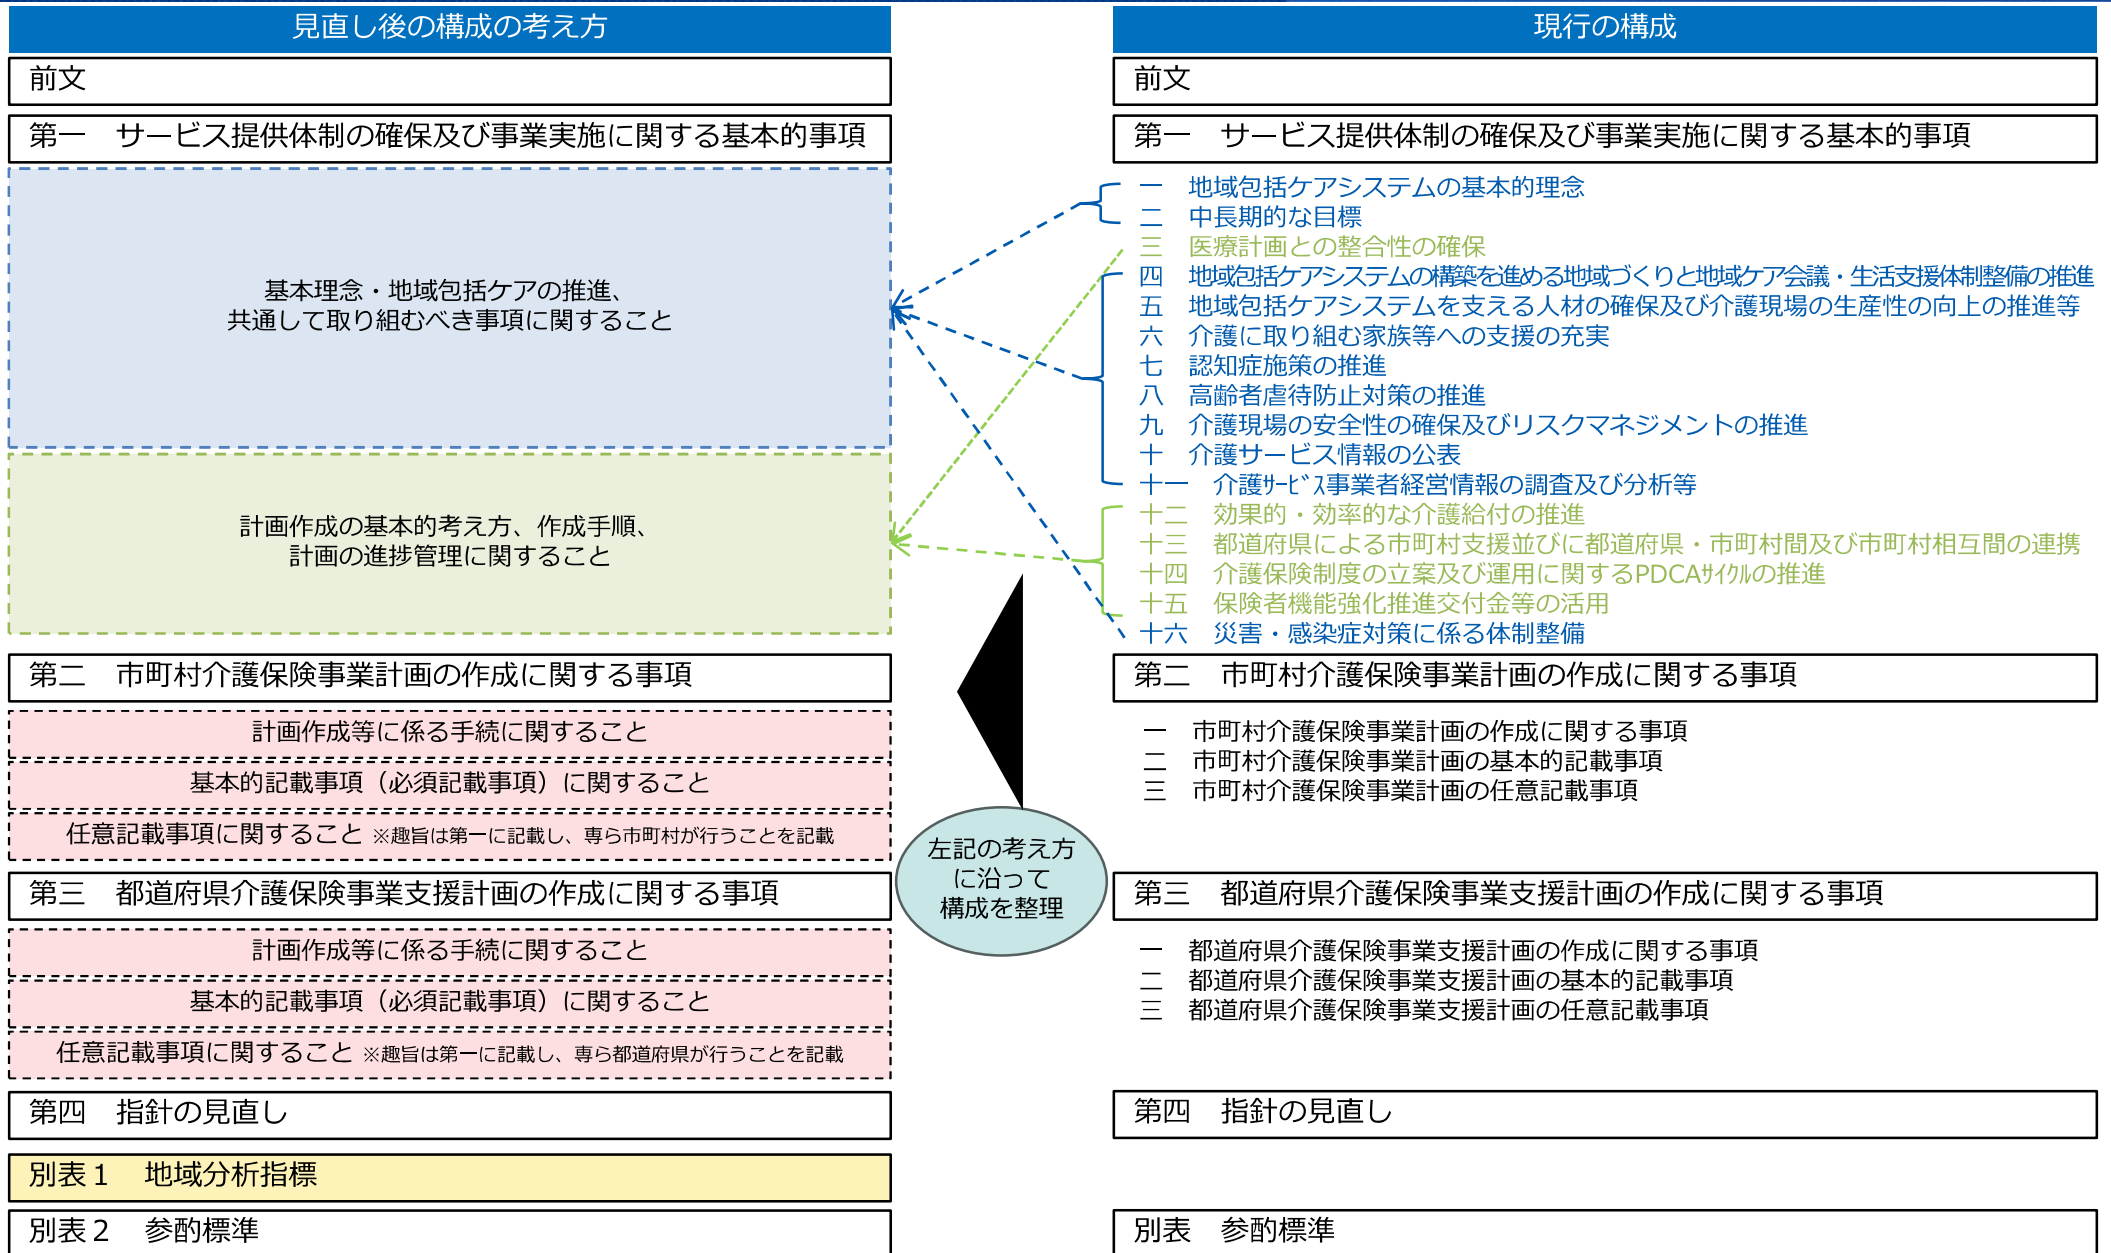 見直し後の構成の考え方
前文
第一　サービス提供体制の確保及び事業実施に関する基本的事項
基本理念・地域包括ケアの推進、
共通して取り組むべき事項に関すること
計画作成の基本的考え方、作成手順、
計画の進捗管理に関すること
第二　市町村介護保険事業計画の作成に関する事項
計画作成等に係る手続に関すること
基本的記載事項（必須記載事項）に関すること
任意記載事項に関すること ※趣旨は第一に記載し、専ら市町村が行うことを記載
第三　都道府県介護保険事業支援計画の作成に関する事項
計画作成等に係る手続に関すること
基本的記載事項（必須記載事項）に関すること
任意記載事項に関すること ※趣旨は第一に記載し、専ら都道府県が行うことを記載
第四　指針の見直し
別表１　地域分析指標
別表２　参酌標準
左記の考え方
に沿って
構成を整理
現行の構成
前文
第一　サービス提供体制の確保及び事業実施に関する基本的事項
一　地域包括ケアシステムの基本的理念
二　中長期的な目標
三　医療計画との整合性の確保
四　地域包括ケアシステムの構築を進める地域づくりと地域ケア会議・生活支援体制整備の推進
五　地域包括ケアシステムを支える人材の確保及び介護現場の生産性の向上の推進等
六　介護に取り組む家族等への支援の充実
七　認知症施策の推進
八　高齢者虐待防止対策の推進
九　介護現場の安全性の確保及びリスクマネジメントの推進
十　介護サービス情報の公表
十一　介護ｻｰﾋﾞｽ事業者経営情報の調査及び分析等
十二　効果的・効率的な介護給付の推進
十三　都道府県による市町村支援並びに都道府県・市町村間及び市町村相互間の連携
十四　介護保険制度の立案及び運用に関するPDCAｻｲｸﾙの推進
十五　保険者機能強化推進交付金等の活用
十六　災害・感染症対策に係る体制整備
第二　市町村介護保険事業計画の作成に関する事項
一　市町村介護保険事業計画の作成に関する事項
二　市町村介護保険事業計画の基本的記載事項
三　市町村介護保険事業計画の任意記載事項
第三　都道府県介護保険事業支援計画の作成に関する事項
一　都道府県介護保険事業支援計画の作成に関する事項
二　都道府県介護保険事業支援計画の基本的記載事項
三　都道府県介護保険事業支援計画の任意記載事項
第四　指針の見直し
別表　参酌標準